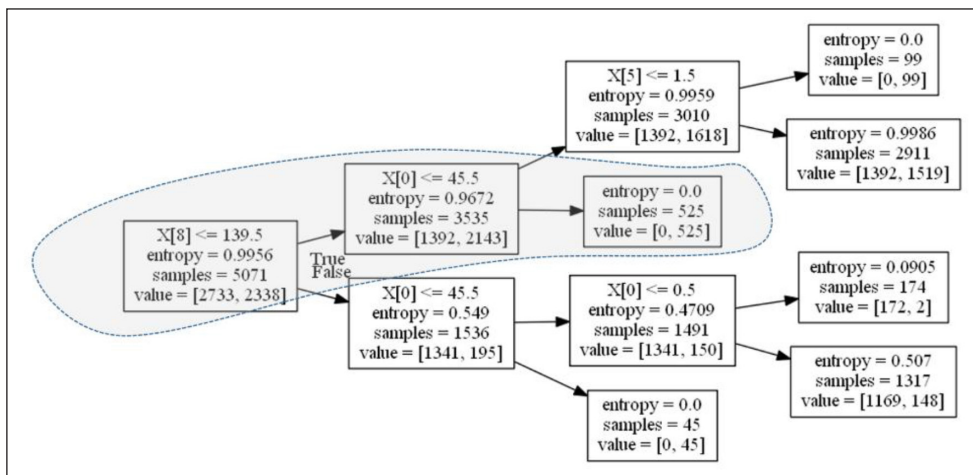 entropy = 0.0
samples = 99
value = [0, 99]
X[5] <= 1.5
entropy = 0.9959
samples = 3010
value = [1392, 1618]
entropy = 0.9986
samples = 2911
value = [1392, 1519]
X[0] <= 45.5
entropy = 0.9672
samples = 3535
value = [1392, 2143]
entropy = 0.0
samples = 525
value = [0, 525]
X[8] <= 139.5
entropy = 0.9956
samples = 5071
value = [2733, 2338]
True
False
X[0] <= 45.5
entropy = 0.549
samples = 1536
value = [1341, 195]
X[0] <= 0.5
entropy = 0.4709
samples = 1491
value = [1341, 150]
entropy = 0.0905
samples = 174
value = [172, 2]
entropy = 0.507
samples = 1317
value = [1169, 148]
entropy = 0.0
samples = 45
value = [0, 45]